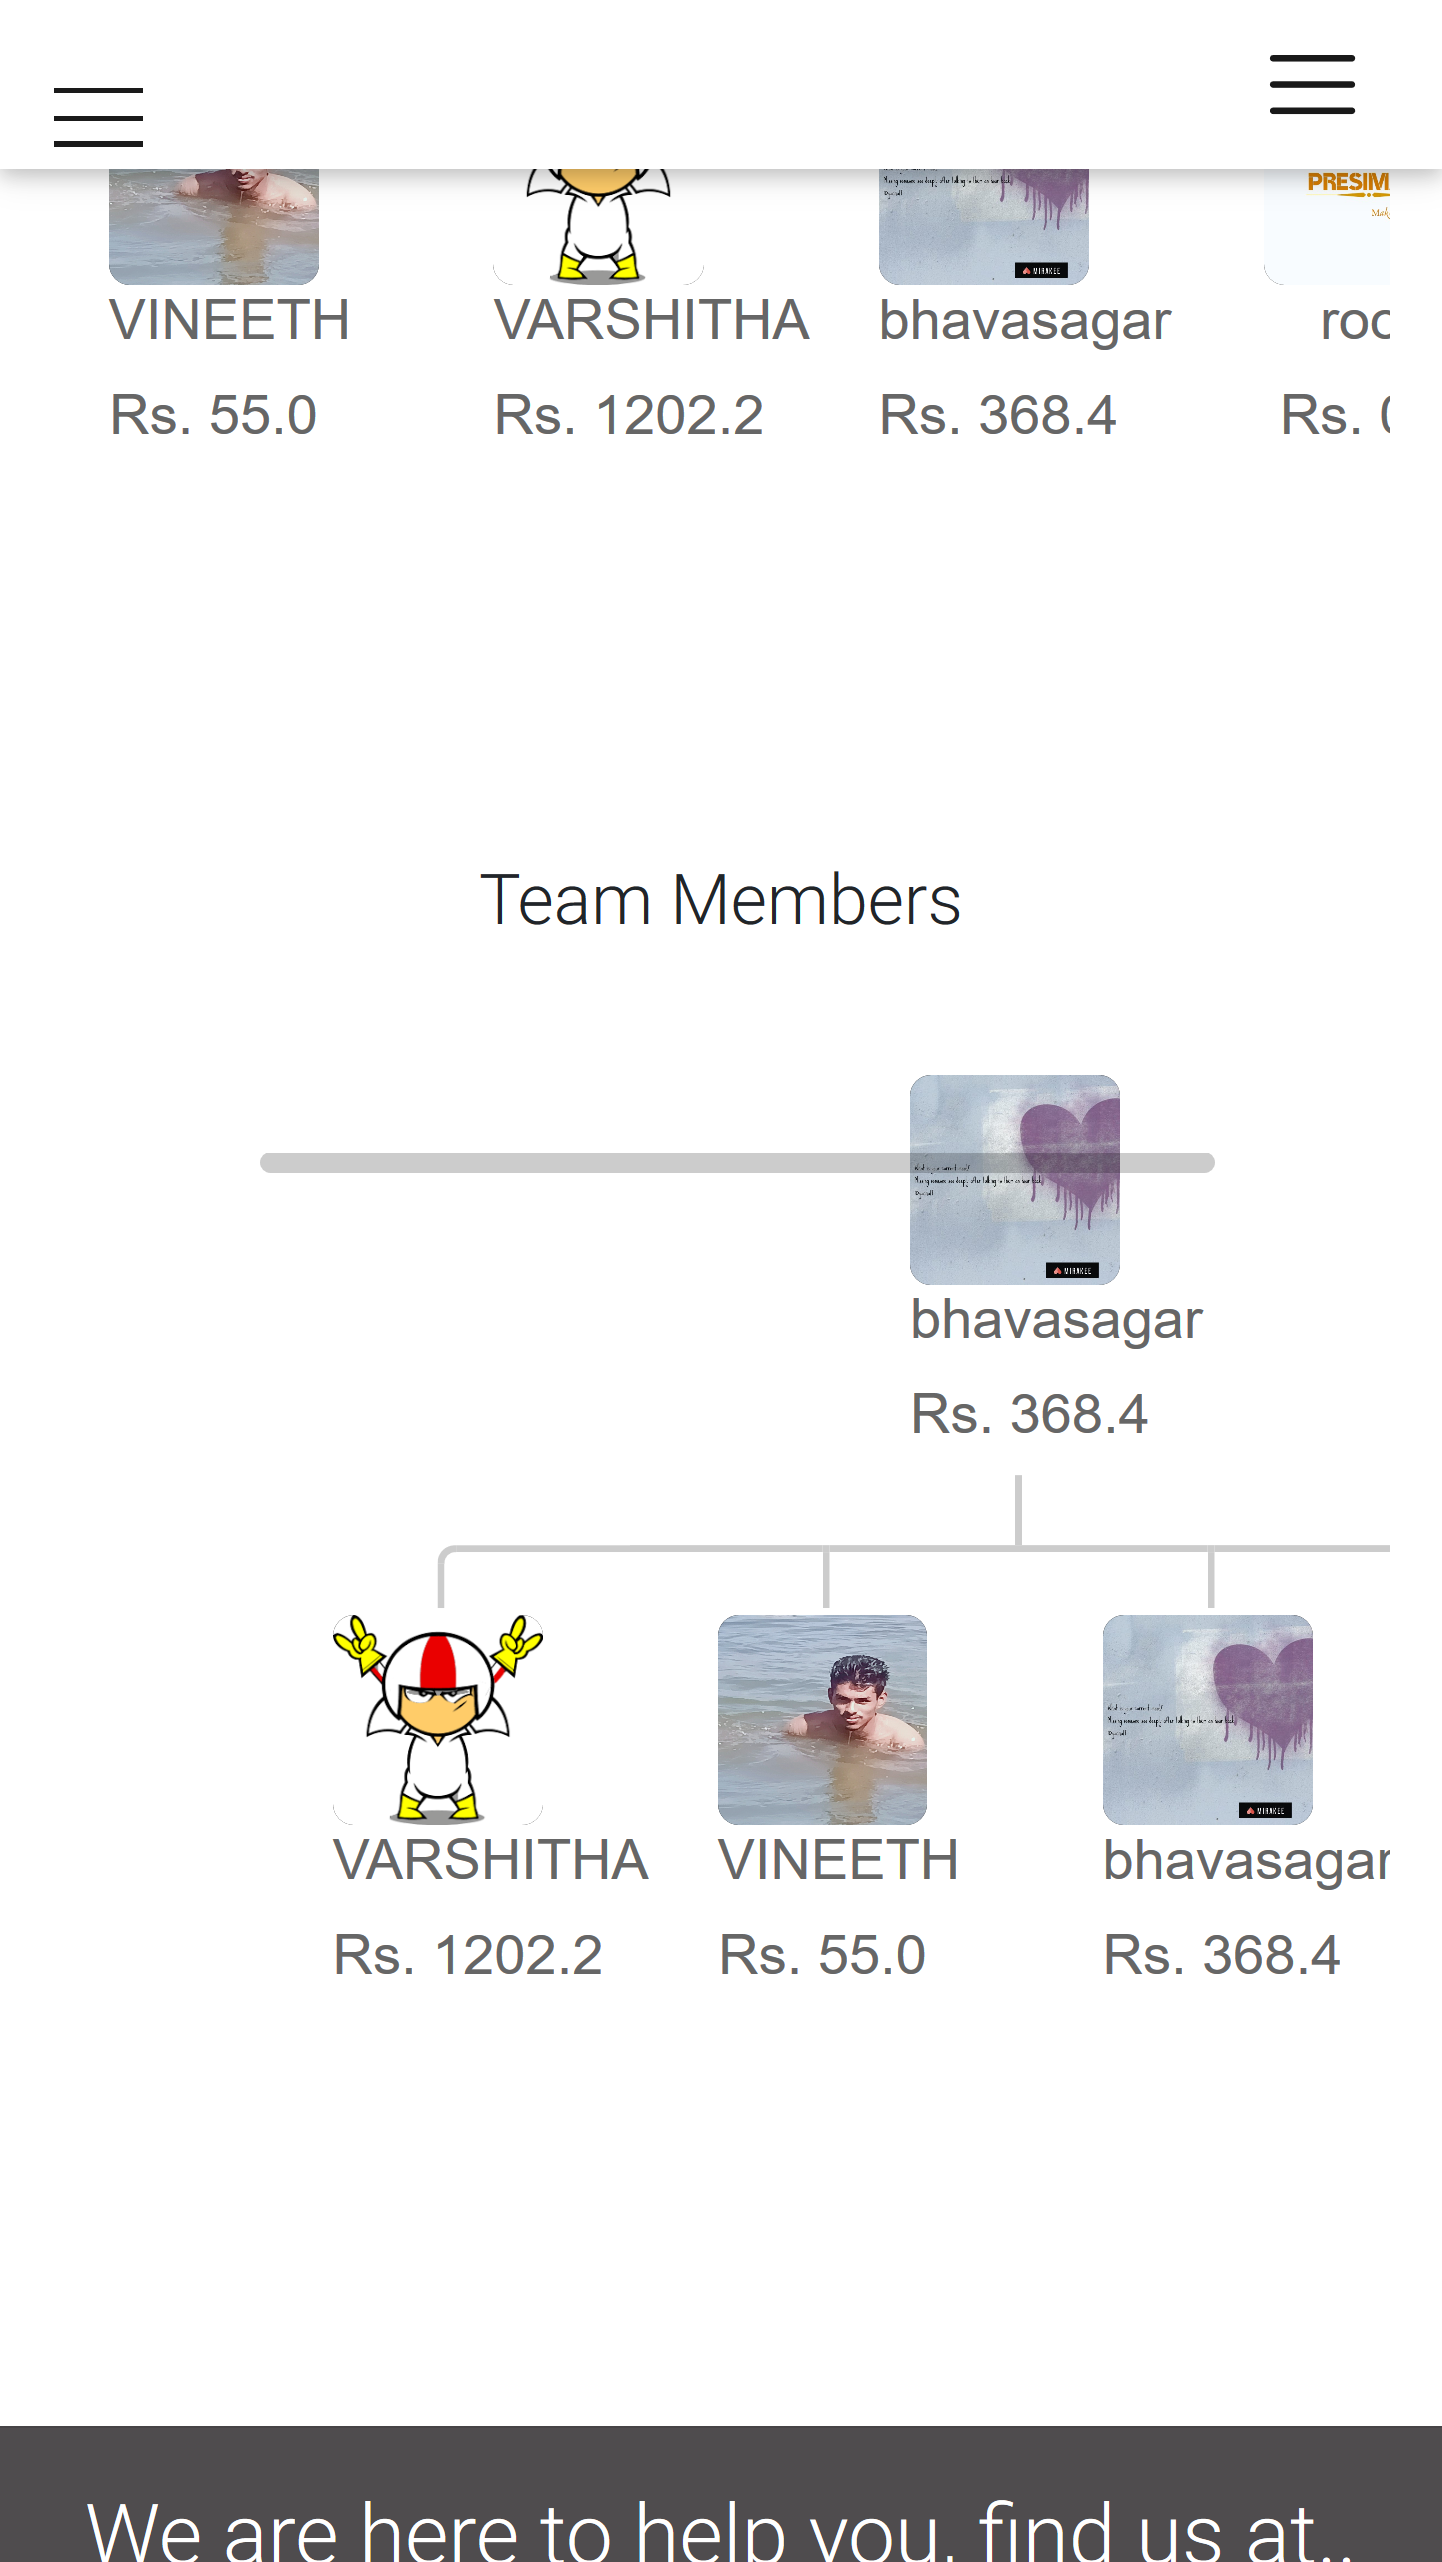 PRESIM
VINEETH
VARSHITHA
bhavasagar
Rs. 55.0
Rs. 1202.2
Rs. 368.4
Rs.
Team Members
MIRAKEE
bhavasagar
Rs. 368.4
MIRAKEE
VARSHITHA
VINEETH
bhavasagar
Rs. 1202.2
Rs. 55.0
Rs. 368.4
We are here to help you, find us at..